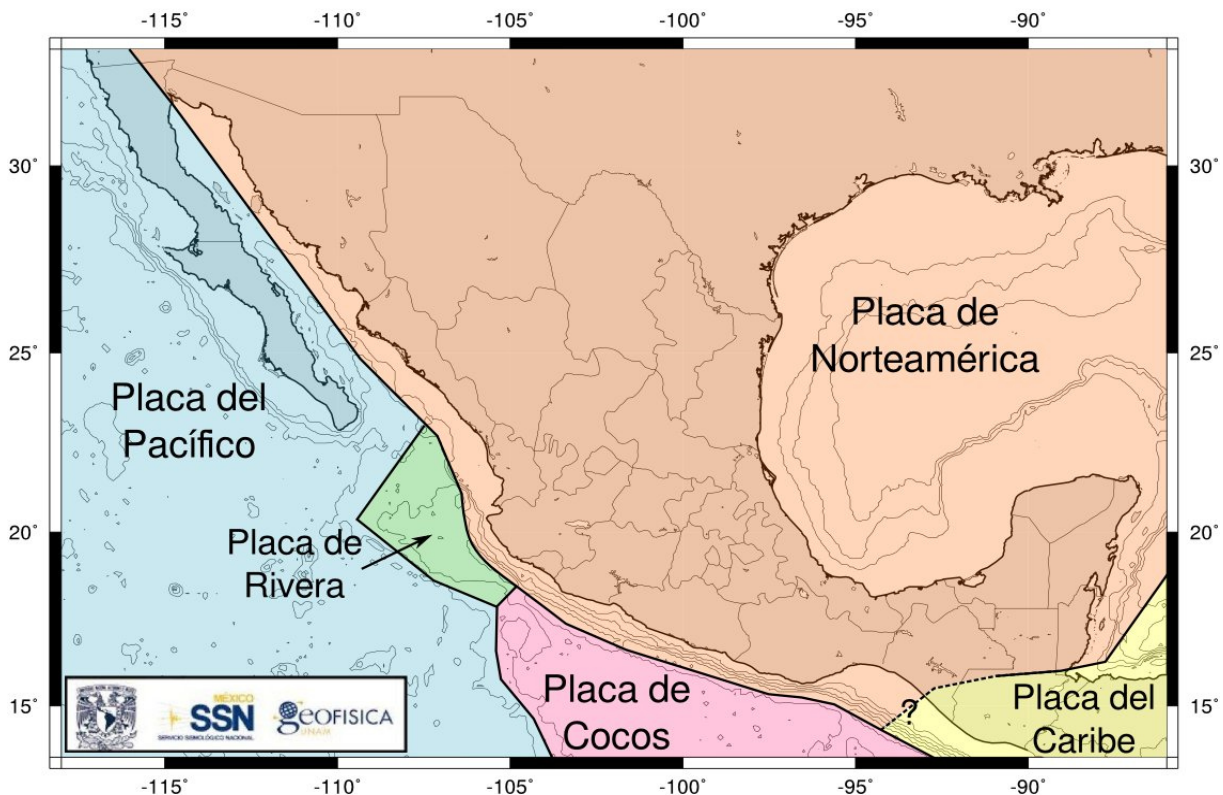 -115° -110° -105° -100° -95° -90°
30° 30°
Placa de
Norteamérica
25° 25°
Placa del
Pacífico
20° 20°
Placa de
Rivera
Placa de
Cocos
?
Placa del
Caribe
15° 15°
MÉXICO
SSN
SERVICIO SISMOLÓGICO NACIONAL
GEOFISICA
UNAM
-115° -110° -105° -100° -95° -90°